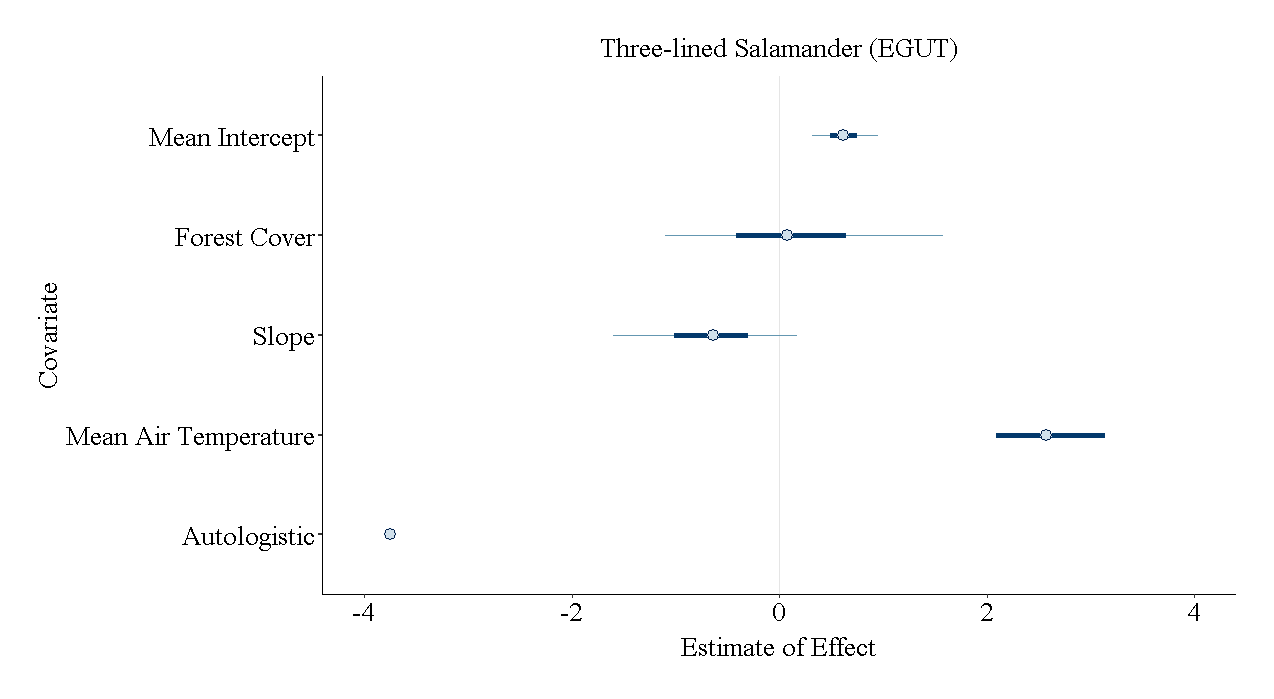 Three-lined Salamander (EGUT)
Mean Intercept
Forest Cover
Slope
Mean Air Temperature
Autologistic
Covariate
-4 -2 0 2 4
Estimate of Effect